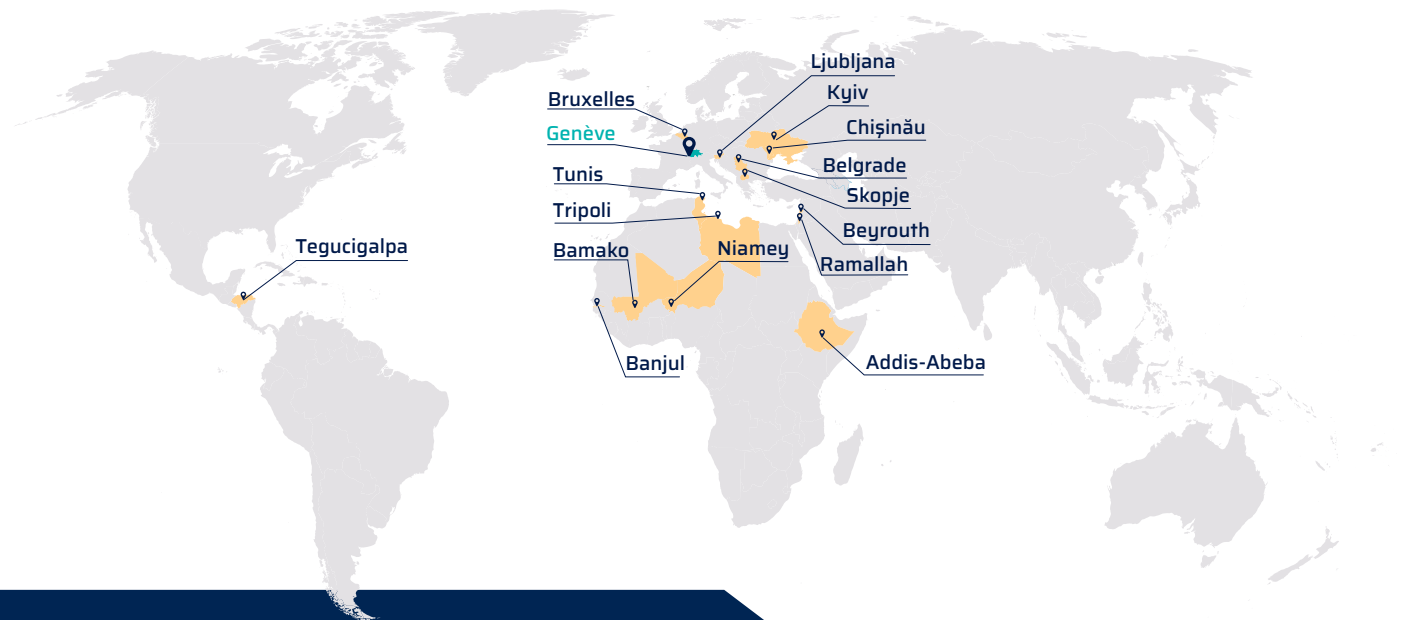 Ljubljana
Kyiv
Bruxelles
Chișinău
Genève
Belgrade
Tunis
Skopje
Tripoli
Beyrouth
Tegucigalpa
Bamako
Niamey
Ramallah
Banjul
Addis-Abeba